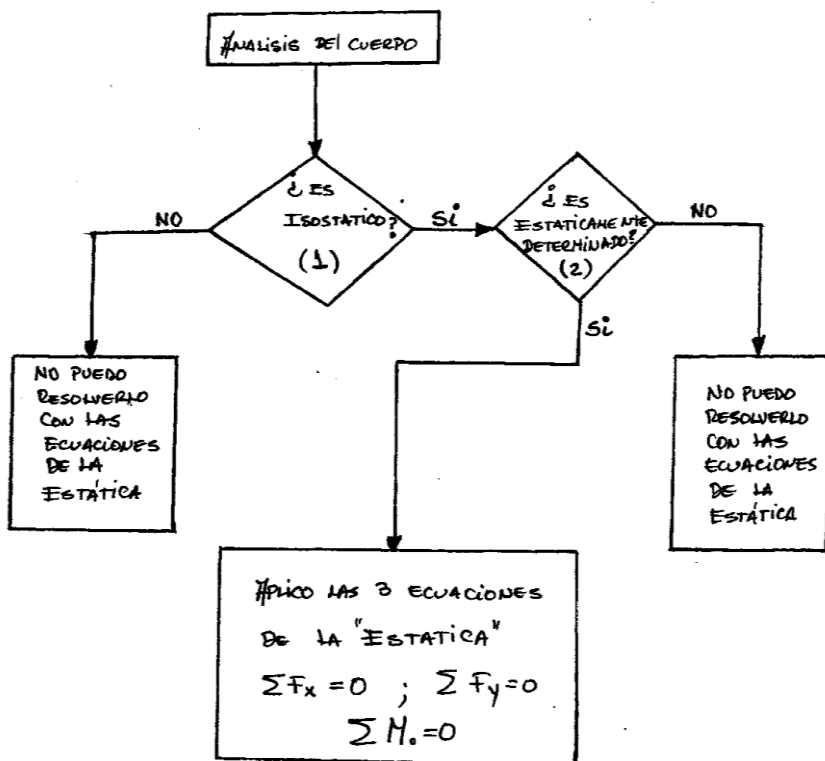 ANALISIS DEL CUERPO
¿ ES
ISOSTATICO?
(1)
NO
SI
¿ ES
ESTATICAMENTE
DETERMINADO?
(2)
NO
SI
NO PUEDO
RESOLVERLO
CON LAS
ECUACIONES
DE LA
ESTÁTICA
NO PUEDO
RESOLVERLO
CON LAS
ECUACIONES
DE LA
ESTÁTICA
APLICO LAS 3 ECUACIONES
DE LA "ESTATICA"
ΣFx = 0 ; ΣFy=0
ΣM.=0